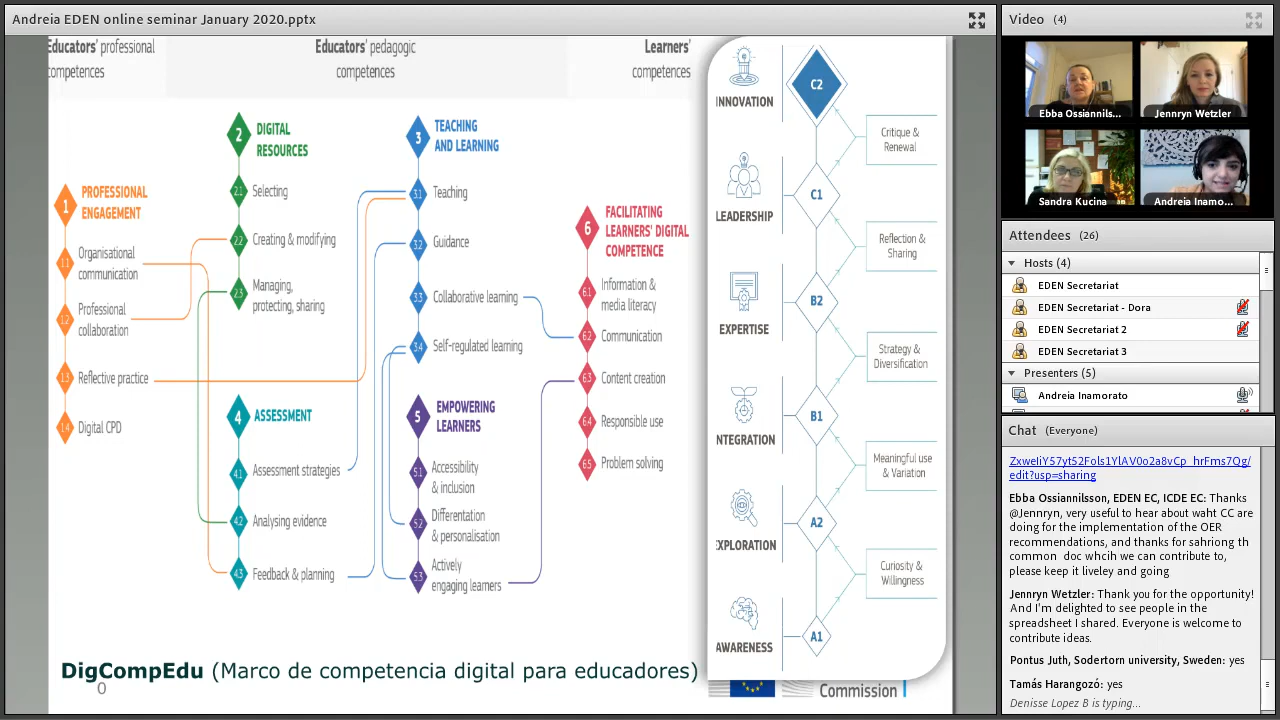 Andreia EDEN online seminar January 2020.pptx
Educators' professional
competences
Educators' pedagogic
competences
Learners'
competences
1
PROFESSIONAL
ENGAGEMENT
1.1
Organisational
communication
1.2
Professional
collaboration
1.3
Reflective practice
1.4
Digital CPD
2
DIGITAL
RESOURCES
2.1
Selecting
2.2
Creating & modifying
2.3
Managing,
protecting, sharing
4
ASSESSMENT
4.1
Assessment strategies
4.2
Analysing evidence
4.3
Feedback & planning
3
TEACHING
AND LEARNING
3.1
Teaching
3.2
Guidance
3.3
Collaborative learning
3.4
Self-regulated learning
5
EMPOWERING
LEARNERS
5.1
Accessibility
& inclusion
5.2
Differentation
& personalisation
5.3
Actively
engaging learners
6
FACILITATING
LEARNERS' DIGITAL
COMPETENCE
6.1
Information &
media literacy
6.2
Communication
6.3
Content creation
6.4
Responsible use
6.5
Problem solving
INNOVATION
C2
Critique &
Renewal
LEADERSHIP
C1
Reflection &
Sharing
EXPERTISE
B2
Strategy &
Diversification
NTEGRATION
B1
Meaningful use
& Variation
EXPLORATION
A2
Curiosity &
Willingness
AWARENESS
A1
DigCompEdu (Marco de competencia digital para educadores)
0
Commission
Video (4)
Ebba Ossiannils...
Jennryn Wetzler
Sandra Kucina
Andreia Inamo...
Attendees (26)
Hosts (4)
EDEN Secretariat
EDEN Secretariat - Dora
EDEN Secretariat 2
EDEN Secretariat 3
Presenters (5)
Andreia Inamorato
Chat (Everyone)
ZxweIiY57yt52Fols1YlAV0o2a8vCp_hrFms7Qg/
edit?usp=sharing
Ebba Ossiannilsson, EDEN EC, ICDE EC: Thanks
@Jennryn, very useful to hear about waht CC are
doing for the implementation of the OER
recommendations, and thanks for sahriong th
common doc whcih we can contribute to,
please keep it liveley and going
Jennryn Wetzler: Thank you for the opportunity!
And I'm delighted to see people in the
spreadsheet I shared. Everyone is welcome to
contribute ideas.
Pontus Juth, Sodertorn university, Sweden: yes
Tamás Harangozó: yes
Denisse Lopez B is typing...